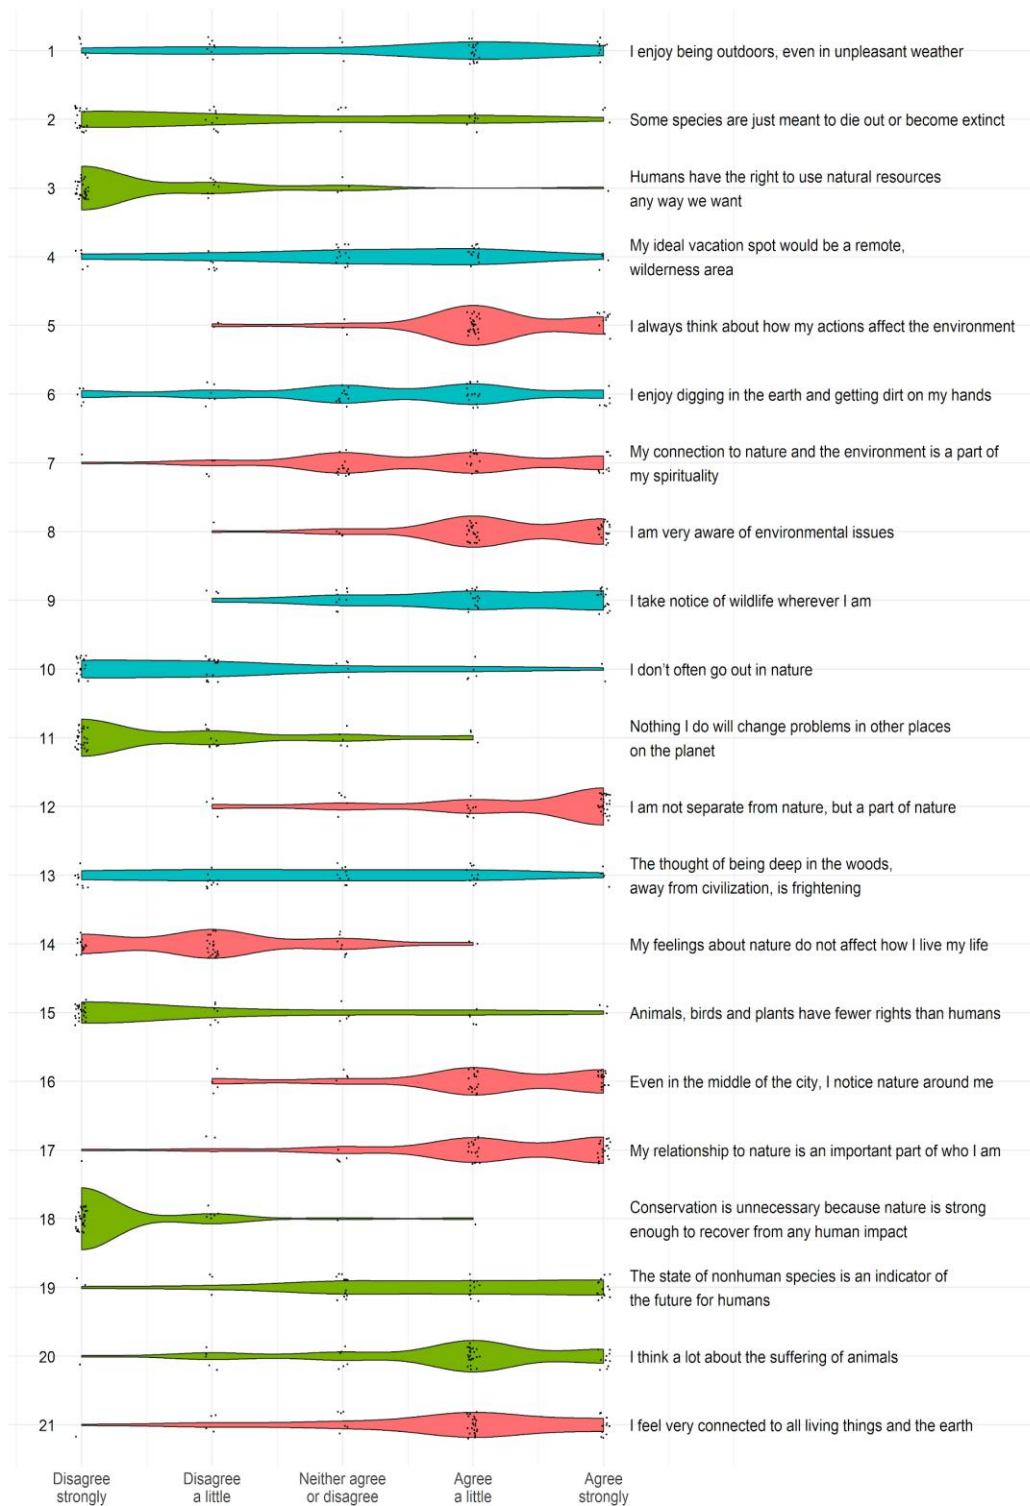 1 I enjoy being outdoors, even in unpleasant weather
2 Some species are just meant to die out or become extinct
3 Humans have the right to use natural resources
any way we want
4 My ideal vacation spot would be a remote,
wilderness area
5 I always think about how my actions affect the environment
6 I enjoy digging in the earth and getting dirt on my hands
7 My connection to nature and the environment is a part of
my spirituality
8 I am very aware of environmental issues
9 I take notice of wildlife wherever I am
10 I don't often go out in nature
11 Nothing I do will change problems in other places
on the planet
12 I am not separate from nature, but a part of nature
13 The thought of being deep in the woods,
away from civilization, is frightening
14 My feelings about nature do not affect how I live my life
15 Animals, birds and plants have fewer rights than humans
16 Even in the middle of the city, I notice nature around me
17 My relationship to nature is an important part of who I am
18 Conservation is unnecessary because nature is strong
enough to recover from any human impact
19 The state of nonhuman species is an indicator of
the future for humans
20 I think a lot about the suffering of animals
21 I feel very connected to all living things and the earth
Disagree Disagree Neither agree Agree Agree
strongly a little or disagree a little strongly